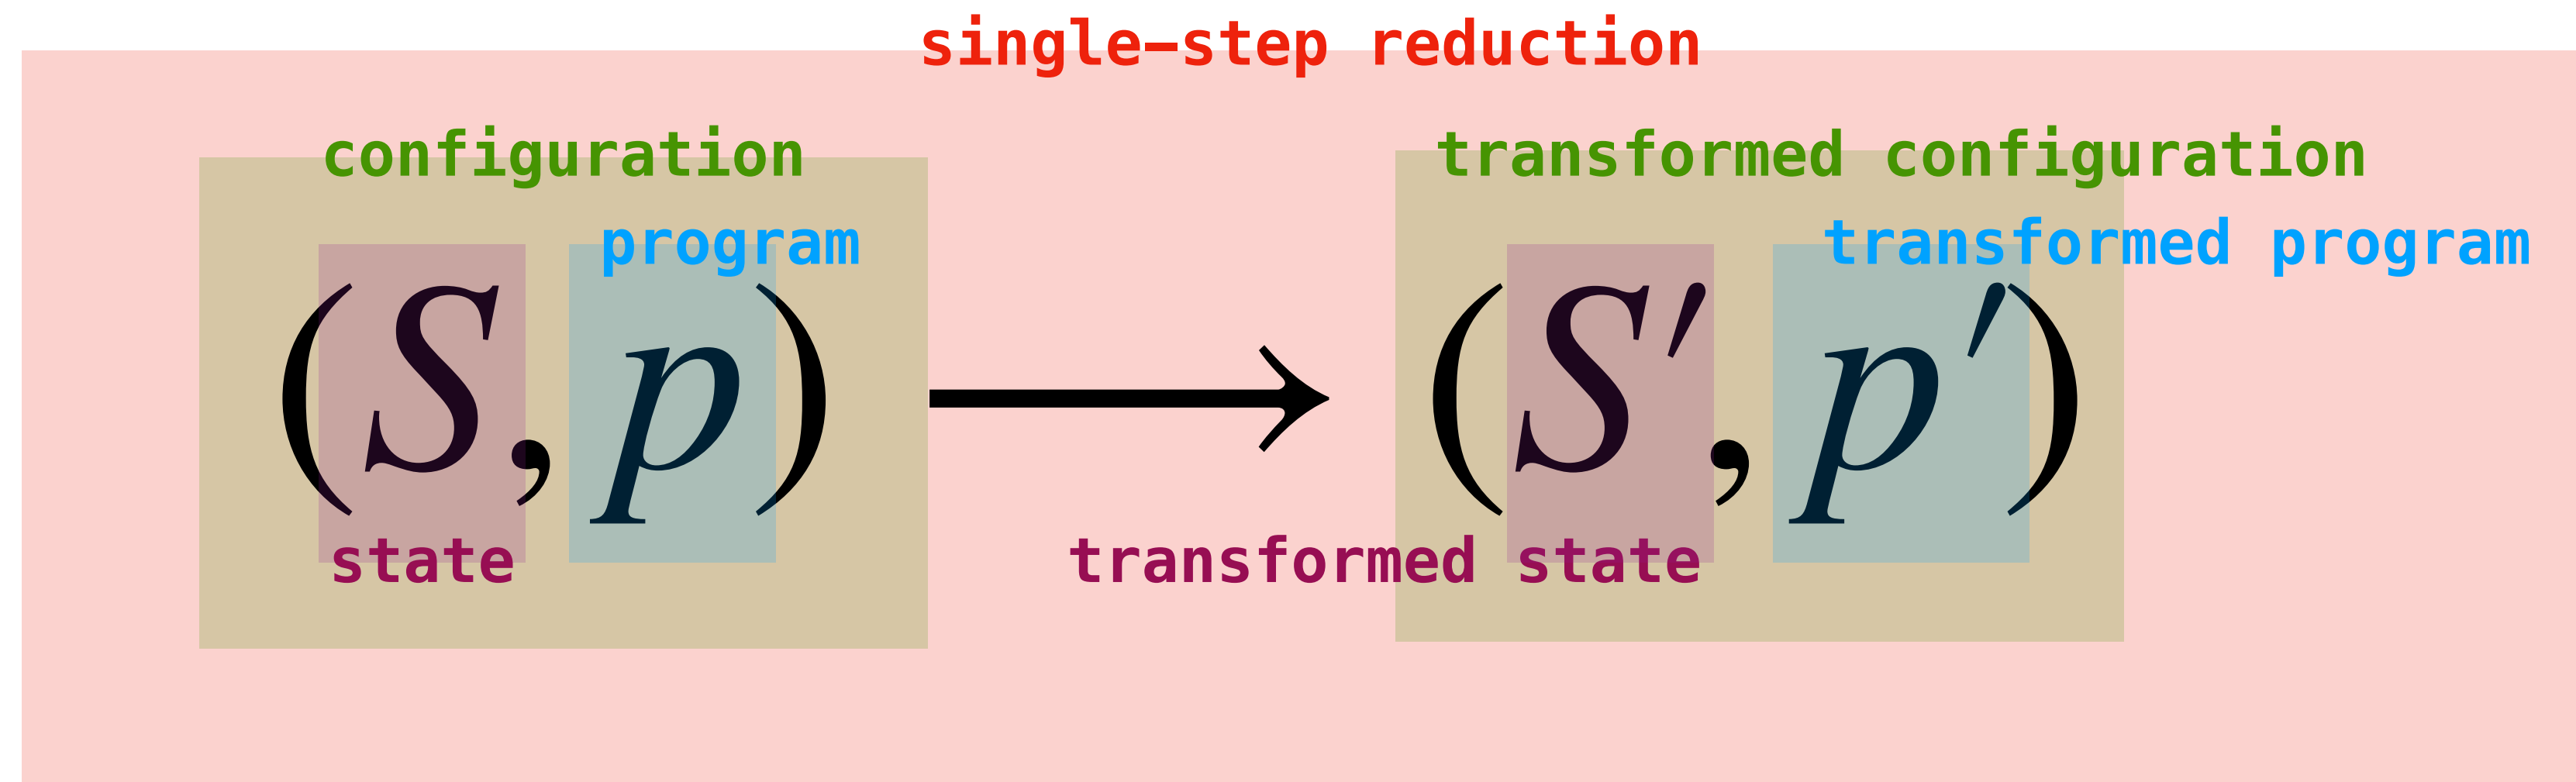 single-step reduction
configuration
transformed configuration
program
transformed program
(S, p) → (S′, p′)
state
transformed state